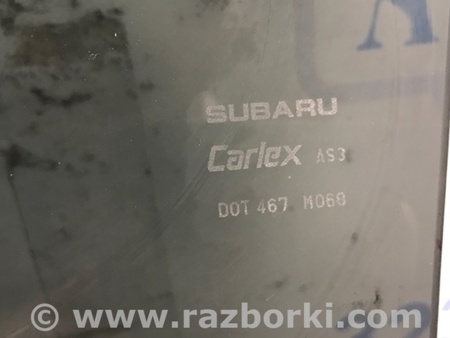 SUBARU
Carlex AS3
DOT 467 M068
© www.razborki.com